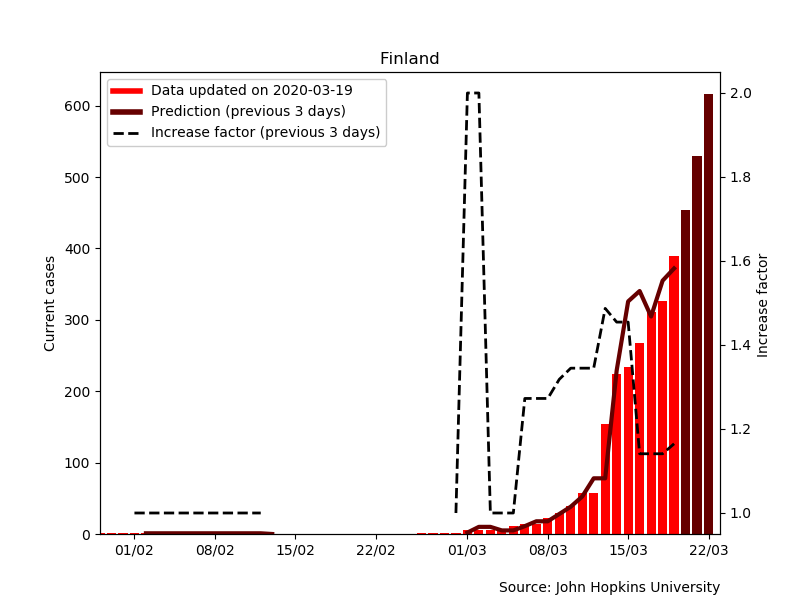 Finland
Data updated on 2020-03-19
Prediction (previous 3 days)
Increase factor (previous 3 days)
Current cases
600
500
400
300
200
100
0
2.0
1.8
1.6
1.4
1.2
1.0
Increase factor
01/02 08/02 15/02 22/02 01/03 08/03 15/03 22/03
Source: John Hopkins University